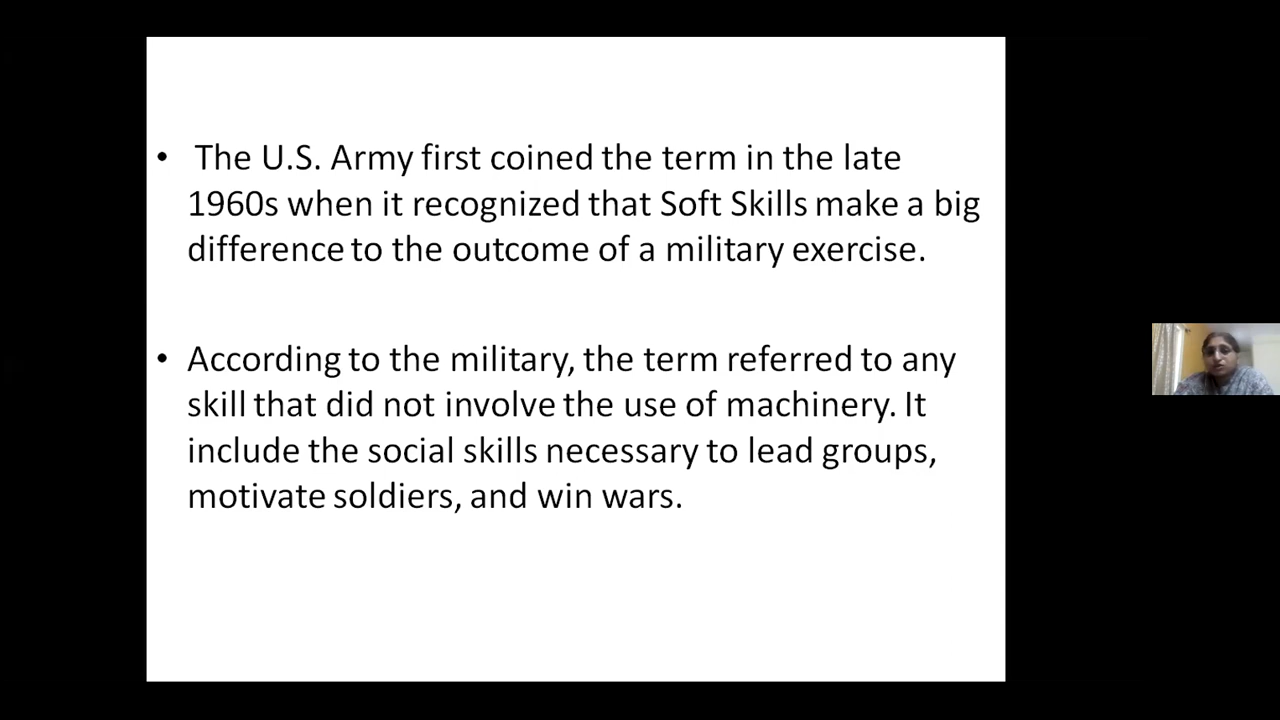 • The U.S. Army first coined the term in the late
1960s when it recognized that Soft Skills make a big
difference to the outcome of a military exercise.
• According to the military, the term referred to any
skill that did not involve the use of machinery. It
include the social skills necessary to lead groups,
motivate soldiers, and win wars.